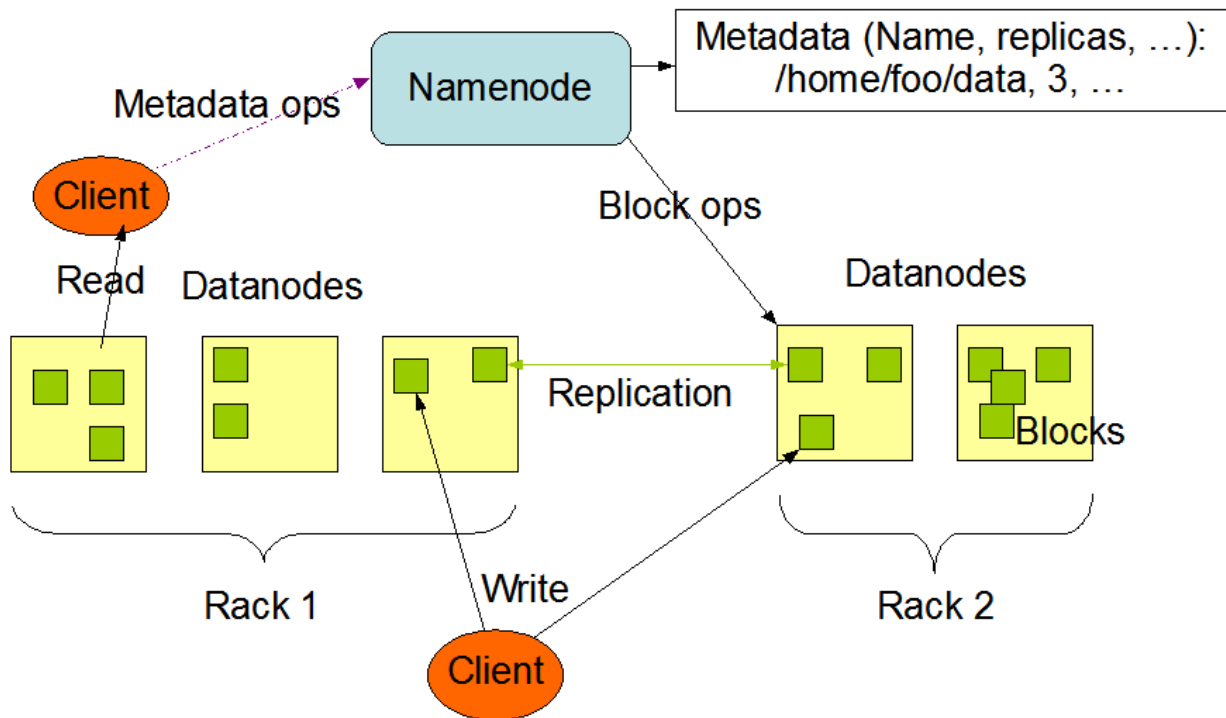 Metadata (Name, replicas, …):
/home/foo/data, 3, …
Namenode
Metadata ops
Client
Block ops
Read
Datanodes
Datanodes
Replication
Blocks
Rack 1
Write
Rack 2
Client